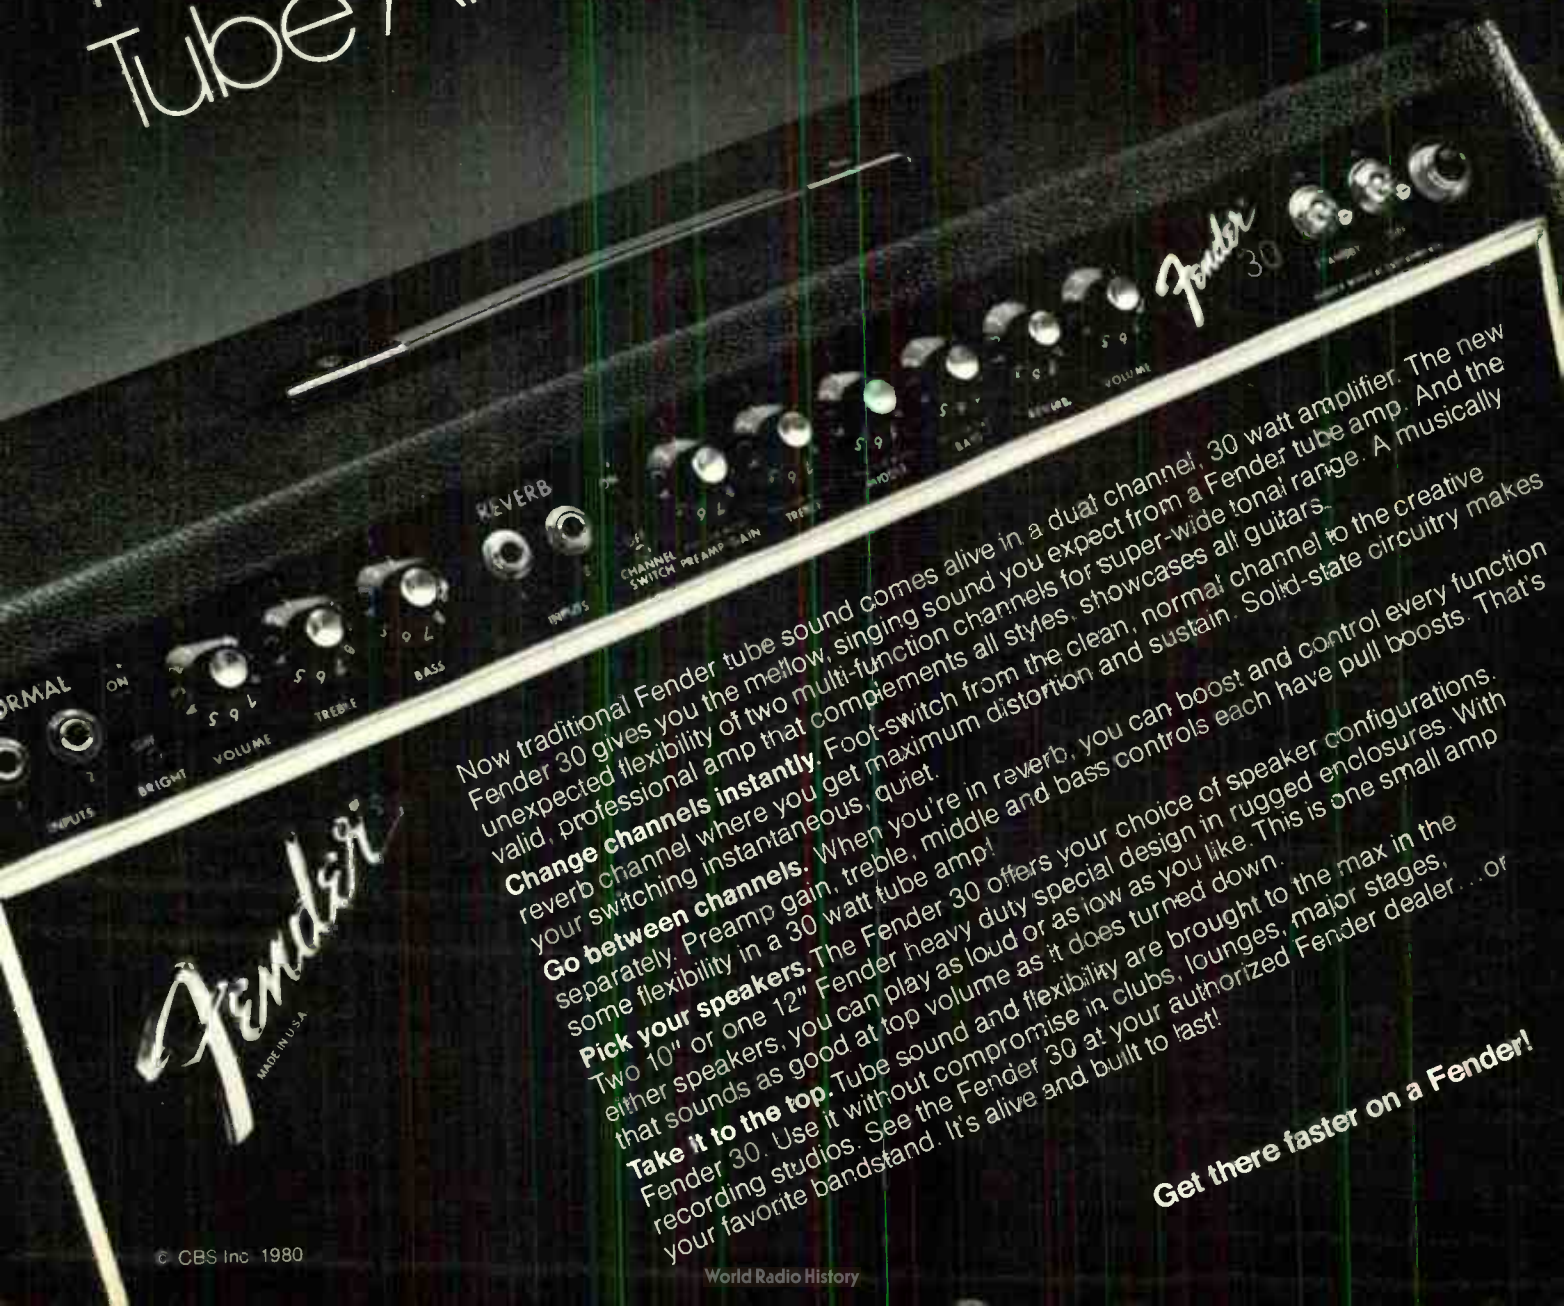 Tube
Fender
30
VOLUME
REVERB
REVERB
CHANNEL
SWITCH PREAMP GAIN
INPUTS
NORMAL
ON
BASS
TREBLE
VOLUME
BRIGHT
INPUTS
Fender
MADE IN U.S.A
Now traditional Fender tube sound comes alive in a dual channel, 30 watt amplifier. The new
Fender 30 gives you the mellow, singing sound you expect from a Fender tube amp. And the
unexpected flexibility of two multi-function channels for super-wide tonal range. A musically
valid, professional amp that complements all styles, showcases all guitars.
Change channels instantly. Foot-switch from the clean, normal channel to the creative
reverb channel where you get maximum distortion and sustain. Solid-state circuitry makes
your switching instantaneous, quiet.
Go between channels. When you're in reverb, you can boost and control every function
separately. Preamp gain, treble, middle and bass controls each have pull boosts. That's
some flexibility in a 30 watt tube amp!
Pick your speakers. The Fender 30 offers your choice of speaker configurations.
Two 10" or one 12" Fender heavy duty special design in rugged enclosures. With
either speakers, you can play as loud or as low as you like. This is one small amp
that sounds as good at top volume as it does turned down.
Take it to the top. Tube sound and flexibility are brought to the max in the
Fender 30. Use it without compromise in clubs, lounges, major stages,
recording studios. See the Fender 30 at your authorized Fender dealer...or
your favorite bandstand. It's alive and built to last!
Get there faster on a Fender!
© CBS Inc 1980
World Radio History